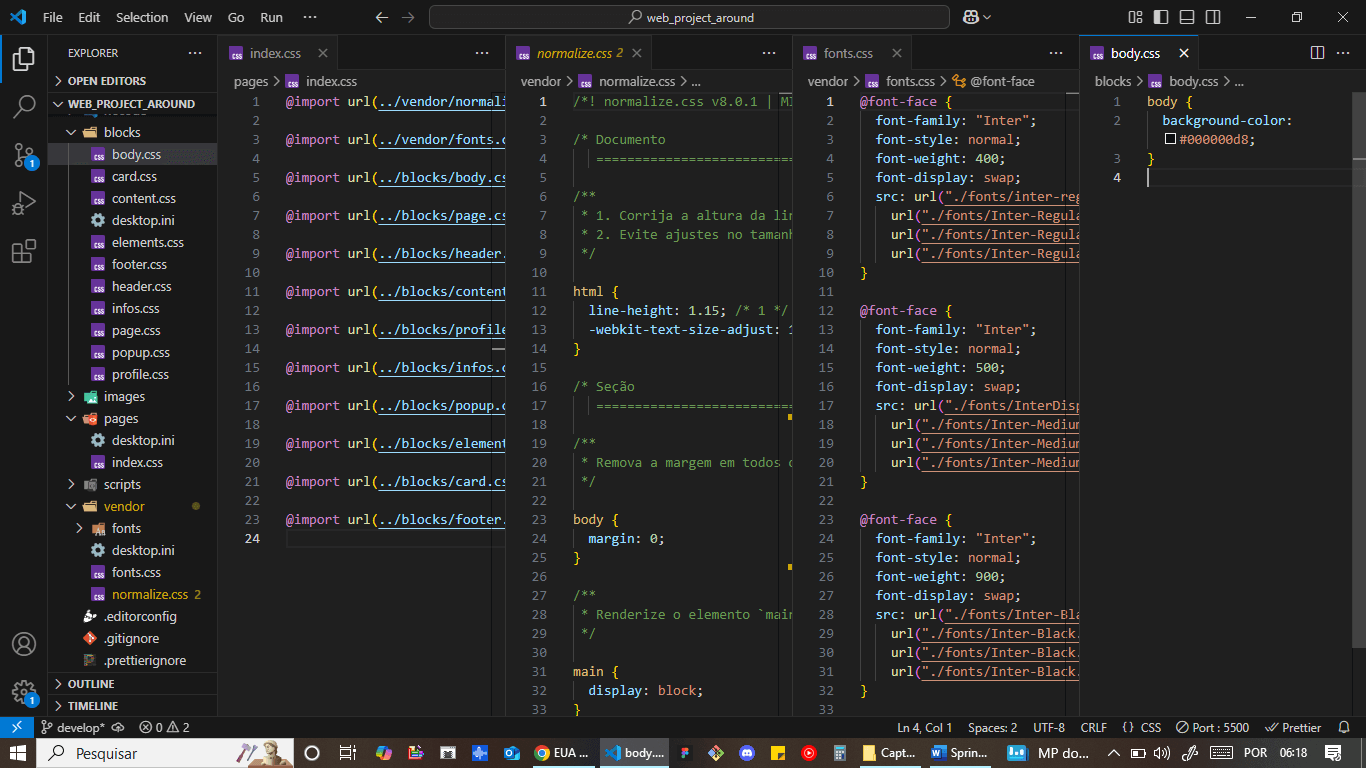 File Edit Selection View Go Run ···
web_project_around
EXPLORER
OPEN EDITORS
WEB_PROJECT_AROUND
blocks
body.css
card.css
content.css
desktop.ini
elements.css
footer.css
header.css
infos.css
page.css
popup.css
profile.css
images
pages
desktop.ini
index.css
scripts
vendor
fonts
desktop.ini
fonts.css
normalize.css 2
.editorconfig
.gitignore
.prettierignore
OUTLINE
TIMELINE
index.css
pages > index.css
1 @import url(../vendor/normali
2
3 @import url(../vendor/fonts.c
4
5 @import url(../blocks/body.cs
6
7 @import url(../blocks/page.cs
8
9 @import url(../blocks/header.
10
11 @import url(../blocks/content
12
13 @import url(../blocks/profile
14
15 @import url(../blocks/infos.c
16
17 @import url(../blocks/popup.c
18
19 @import url(../blocks/element
20
21 @import url(../blocks/card.cs
22
23 @import url(../blocks/footer.
24
normalize.css 2
vendor > normalize.css > ...
1 /*! normalize.css v8.0.1 | MI
2
3 /* Documento
4 =========================
5
6 /**
7 * 1. Corrija a altura da lin
8 * 2. Evite ajustes no tamanh
9 */
10
11 html {
12 line-height: 1.15; /* 1 */
13 -webkit-text-size-adjust: 1
14 }
15
16 /* Seção
17 =========================
18
19 /**
20 * Remova a margem em todos o
21 */
22
23 body {
24 margin: 0;
25 }
26
27 /**
28 * Renderize o elemento `main
29 */
30
31 main {
32 display: block;
33 }
fonts.css
vendor > fonts.css > @font-face
1 @font-face {
2 font-family: "Inter";
3 font-style: normal;
4 font-weight: 400;
5 font-display: swap;
6 src: url("./fonts/inter-reg
7 url("./fonts/Inter-Regula
8 url("./fonts/Inter-Regula
9 url("./fonts/Inter-Regula
10 }
11
12 @font-face {
13 font-family: "Inter";
14 font-style: normal;
15 font-weight: 500;
16 font-display: swap;
17 src: url("./fonts/InterDisp
18 url("./fonts/Inter-Medium
19 url("./fonts/Inter-Medium
20 url("./fonts/Inter-Medium
21 }
22
23 @font-face {
24 font-family: "Inter";
25 font-style: normal;
26 font-weight: 900;
27 font-display: swap;
28 src: url("./fonts/Inter-Bla
29 url("./fonts/Inter-Black.
30 url("./fonts/Inter-Black.
31 url("./fonts/Inter-Black.
32 }
33
body.css
blocks > body.css > ...
1 body {
2 background-color:
#000000d8;
3 }
4
1
1
develop* 0 2
Ln 4, Col 1 Spaces: 2 UTF-8 CRLF {} CSS Port : 5500 Prettier
Pesquisar
EUA ...
body....
Capt...
Sprin...
MP do...
POR 06:18